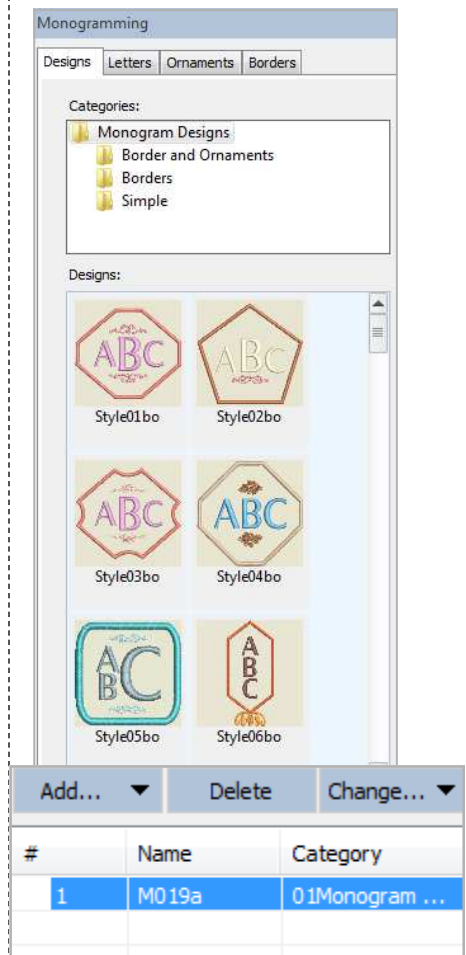 Monogramming
Designs Letters Ornaments Borders
Categories:
Monogram Designs
Border and Ornaments
Borders
Simple
Designs:
ABC ABC
Style01bo Style02bo
ABC ABC
Style03bo Style04bo
A B C A B C
Style05bo Style06bo
Add... Delete Change...
# Name Category
1 M019a 01Monogram ...